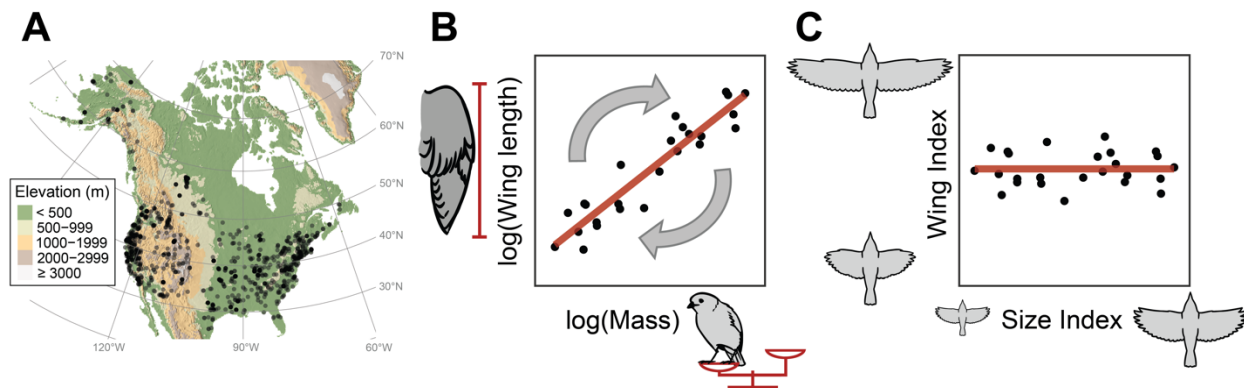 A
70°N
60°N
50°N
40°N
30°N
120°W
90°W
60°W
Elevation (m)
< 500
500–999
1000–1999
2000–2999
≥ 3000
B
log(Wing length)
log(Mass)
C
Wing Index
Size Index